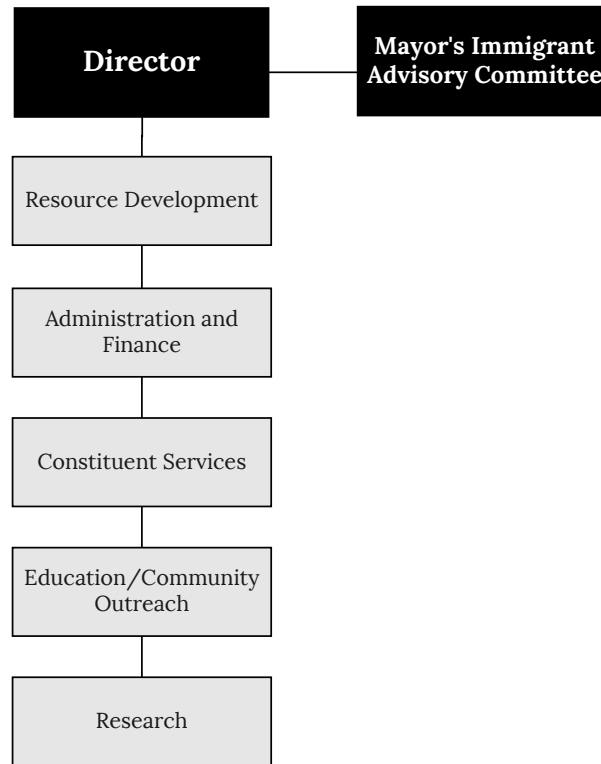 Director
Mayor's Immigrant
Advisory Committee
Resource Development
Administration and
Finance
Constituent Services
Education/Community
Outreach
Research